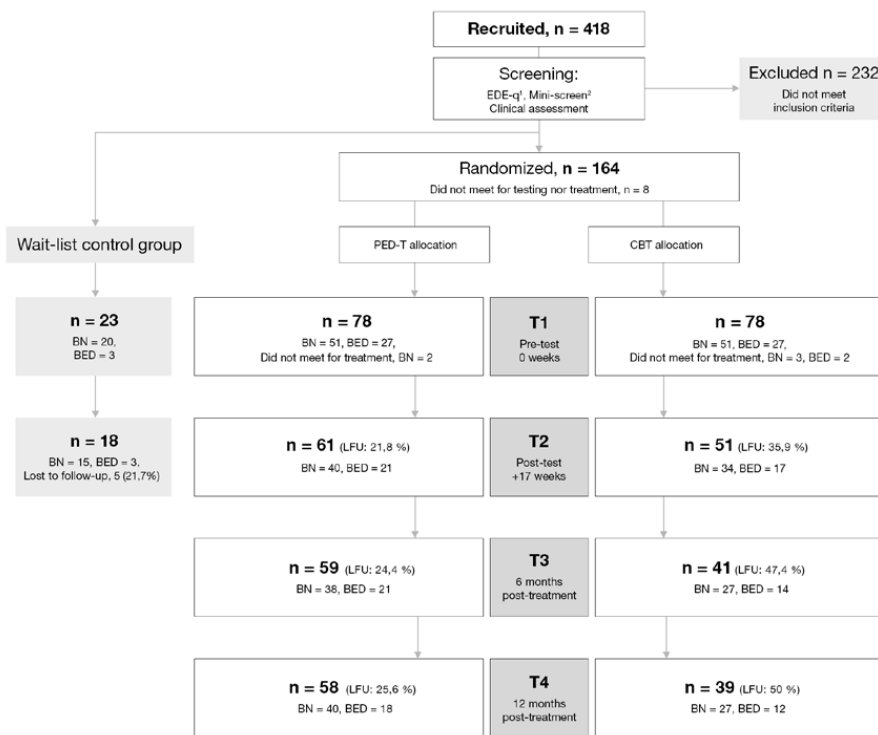 Recruited, n = 418
Screening:
EDE-q¹, Mini-screen²
Clinical assessment
Excluded n = 232
Did not meet
inclusion criteria
Randomized, n = 164
Did not meet for testing nor treatment, n = 8
Wait-list control group
PED-T allocation
CBT allocation
n = 23
BN = 20,
BED = 3
n = 78
BN = 51, BED = 27,
Did not meet for treatment, BN = 2
T1
Pre-test
0 weeks
n = 78
BN = 51, BED = 27,
Did not meet for treatment, BN = 3, BED = 2
n = 18
BN = 15, BED = 3,
Lost to follow-up, 5 (21,7%)
n = 61 (LFU: 21,8 %)
BN = 40, BED = 21
T2
Post-test
+17 weeks
n = 51 (LFU: 35,9 %)
BN = 34, BED = 17
n = 59 (LFU: 24,4 %)
BN = 38, BED = 21
T3
6 months
post-treatment
n = 41 (LFU: 47,4 %)
BN = 27, BED = 14
n = 58 (LFU: 25,6 %)
BN = 40, BED = 18
T4
12 months
post-treatment
n = 39 (LFU: 50 %)
BN = 27, BED = 12